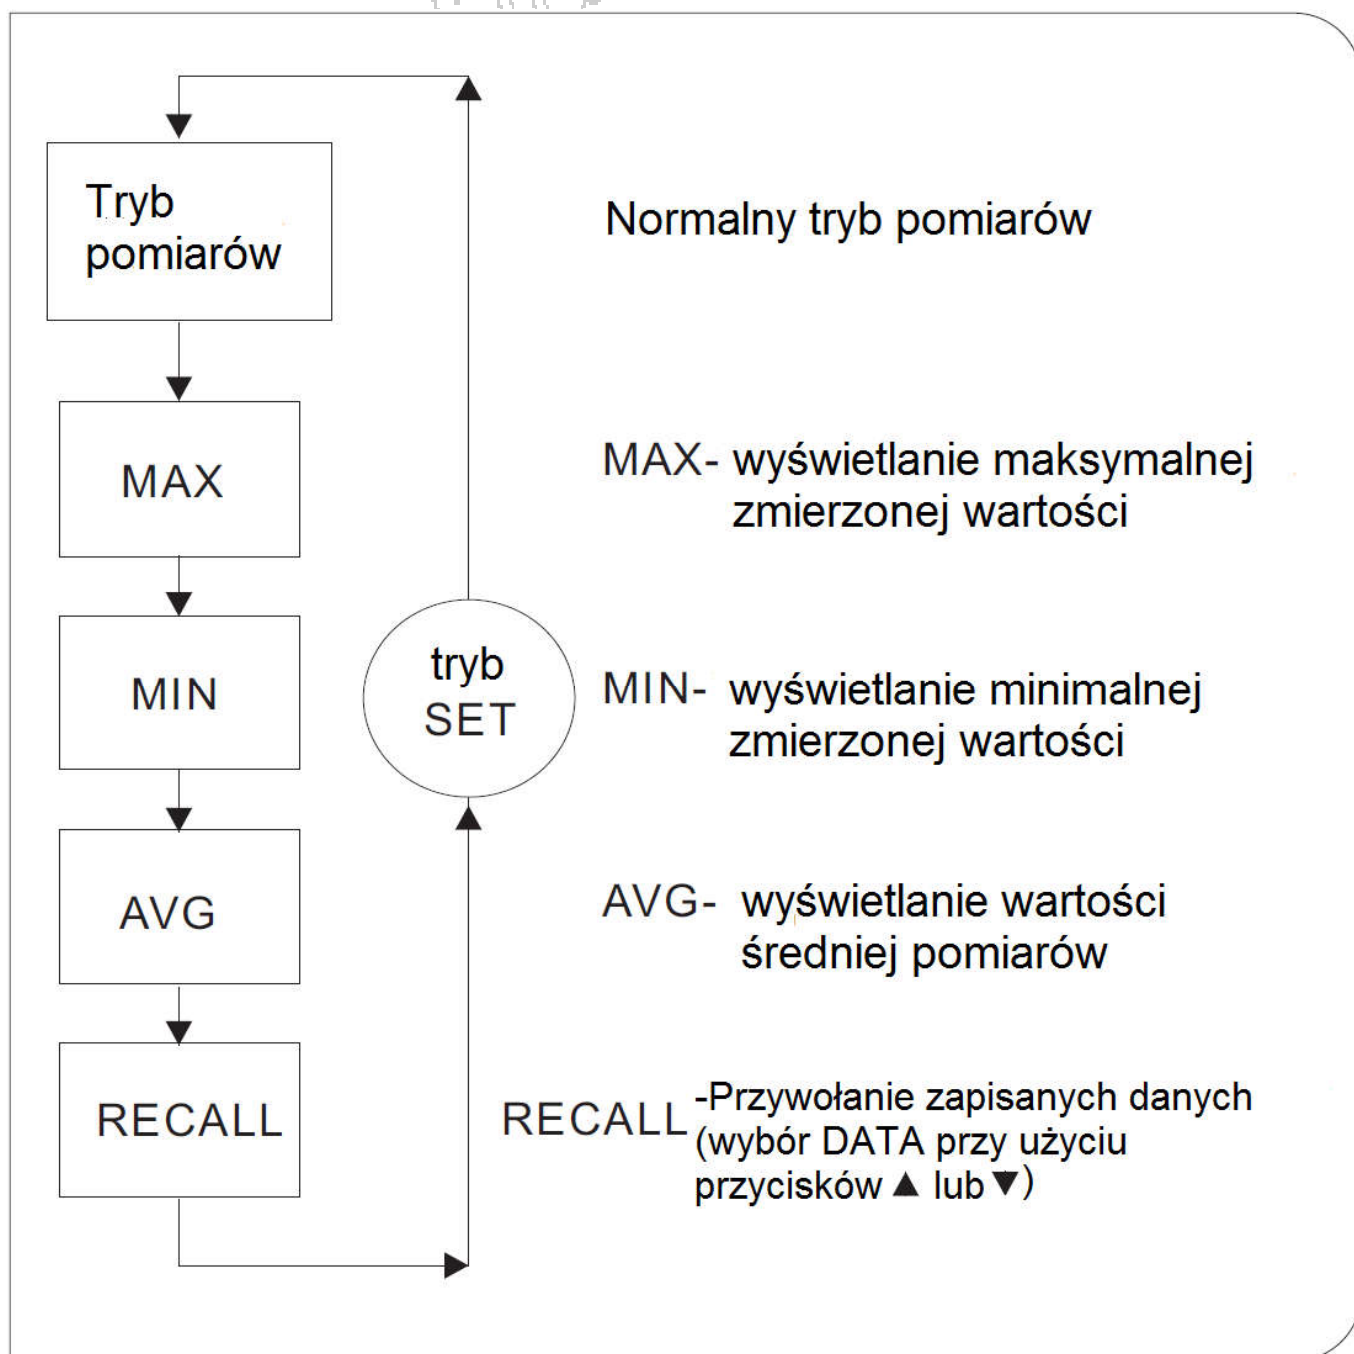 Tryb
pomiarów
Normalny tryb pomiarów
MAX
MAX- wyświetlanie maksymalnej
zmierzonej wartości
MIN
tryb
SET
MIN- wyświetlanie minimalnej
zmierzonej wartości
AVG
AVG- wyświetlanie wartości
średniej pomiarów
RECALL
RECALL -Przywołanie zapisanych danych
(wybór DATA przy użyciu
przycisków ▲ lub ▼)